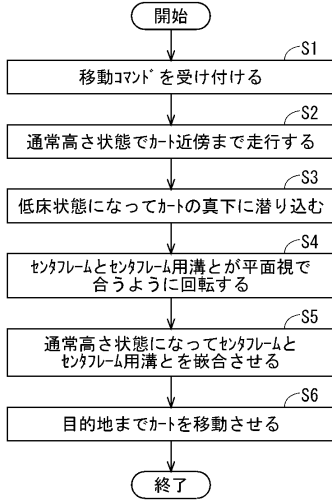 開始
S1
移動ｺﾏﾝﾄﾞを受け付ける
S2
通常高さ状態でｶｰﾄ近傍まで走行する
S3
低床状態になってｶｰﾄの真下に潜り込む
S4
ｾﾝﾀﾌﾚｰﾑとｾﾝﾀﾌﾚｰﾑ用溝とが平面視で
合うように回転する
S5
通常高さ状態になってｾﾝﾀﾌﾚｰﾑと
ｾﾝﾀﾌﾚｰﾑ用溝とを嵌合させる
S6
目的地までｶｰﾄを移動させる
終了